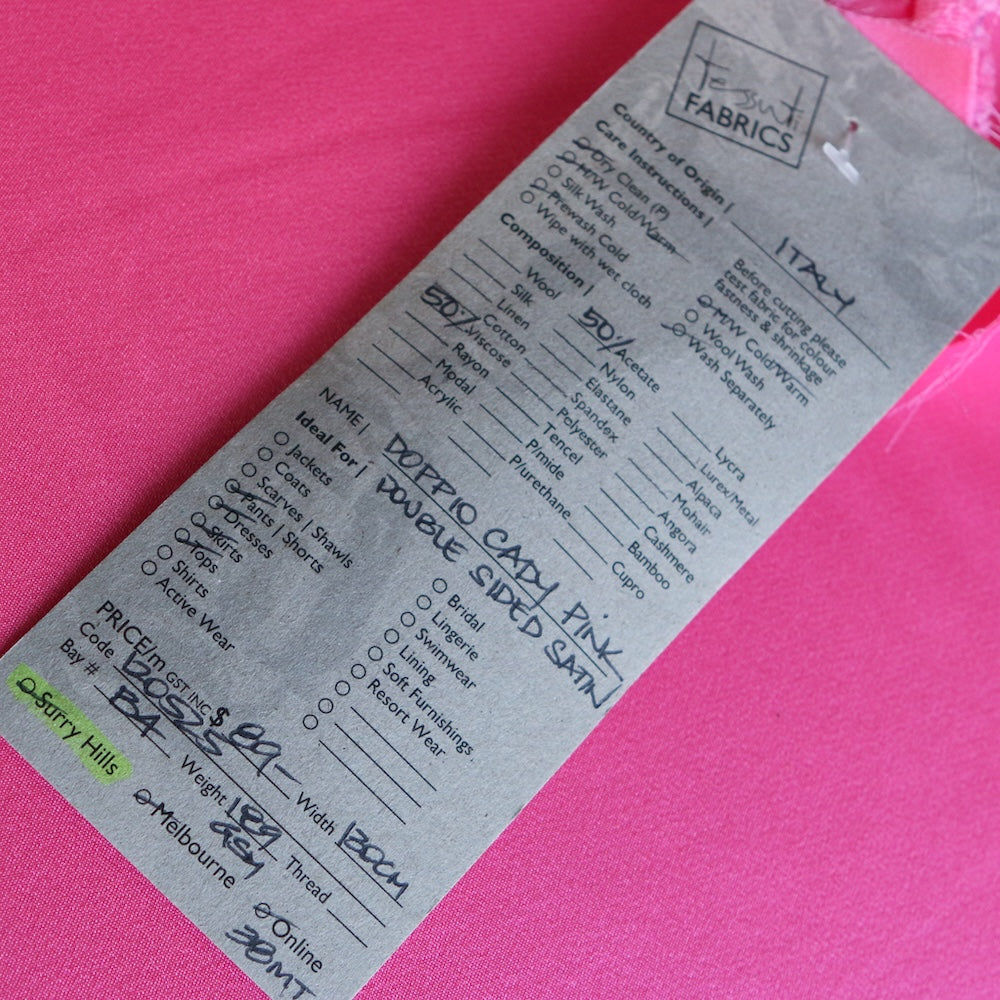 Tessuti
FABRICS
Country of Origin | ITALY
Care Instructions |
Dry Clean (P)
M/W Cold/Warm
Silk Wash
Prewash Cold
Wipe with wet cloth
Before cutting please
test fabric for colour
fastness & shrinkage
M/W Cold/Warm
Wool Wash
Wash Separately
Composition |
Wool
Silk
Linen
Cotton
50% Viscose
Rayon
Modal
Acrylic
50% Acetate
Nylon
Elastane
Spandex
Polyester
Tencel
P/mide
P/urethane
Lycra
Lurex/Metal
Alpaca
Mohair
Angora
Cashmere
Bamboo
Cupro
NAME | DOPPIO CADY PINK
DOUBLE SIDED SATIN
Ideal For |
Jackets
Coats
Scarves | Shawls
Pants | Shorts
Dresses
Skirts
Tops
Shirts
Active Wear
Bridal
Lingerie
Swimwear
Lining
Soft Furnishings
Resort Wear
PRICE/m GST INC $ 89- Width 130CM
Code Weight 189 GSM Thread
Bay # B4
Surry Hills
Melbourne
Online
30MT